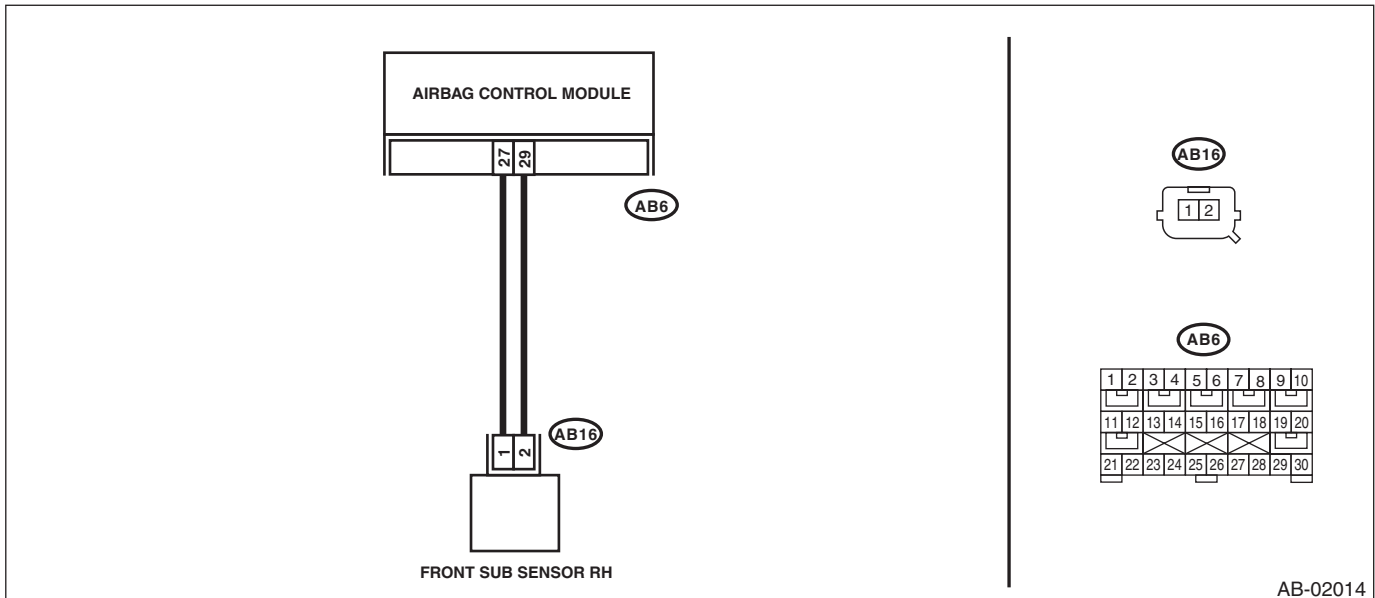 AIRBAG CONTROL MODULE
27 29
AB6
AB16
1 2
FRONT SUB SENSOR RH
AB16
1 2
AB6
1 2 3 4 5 6 7 8 9 10
11 12 13 14 15 16 17 18 19 20
21 22 23 24 25 26 27 28 29 30
AB-02014